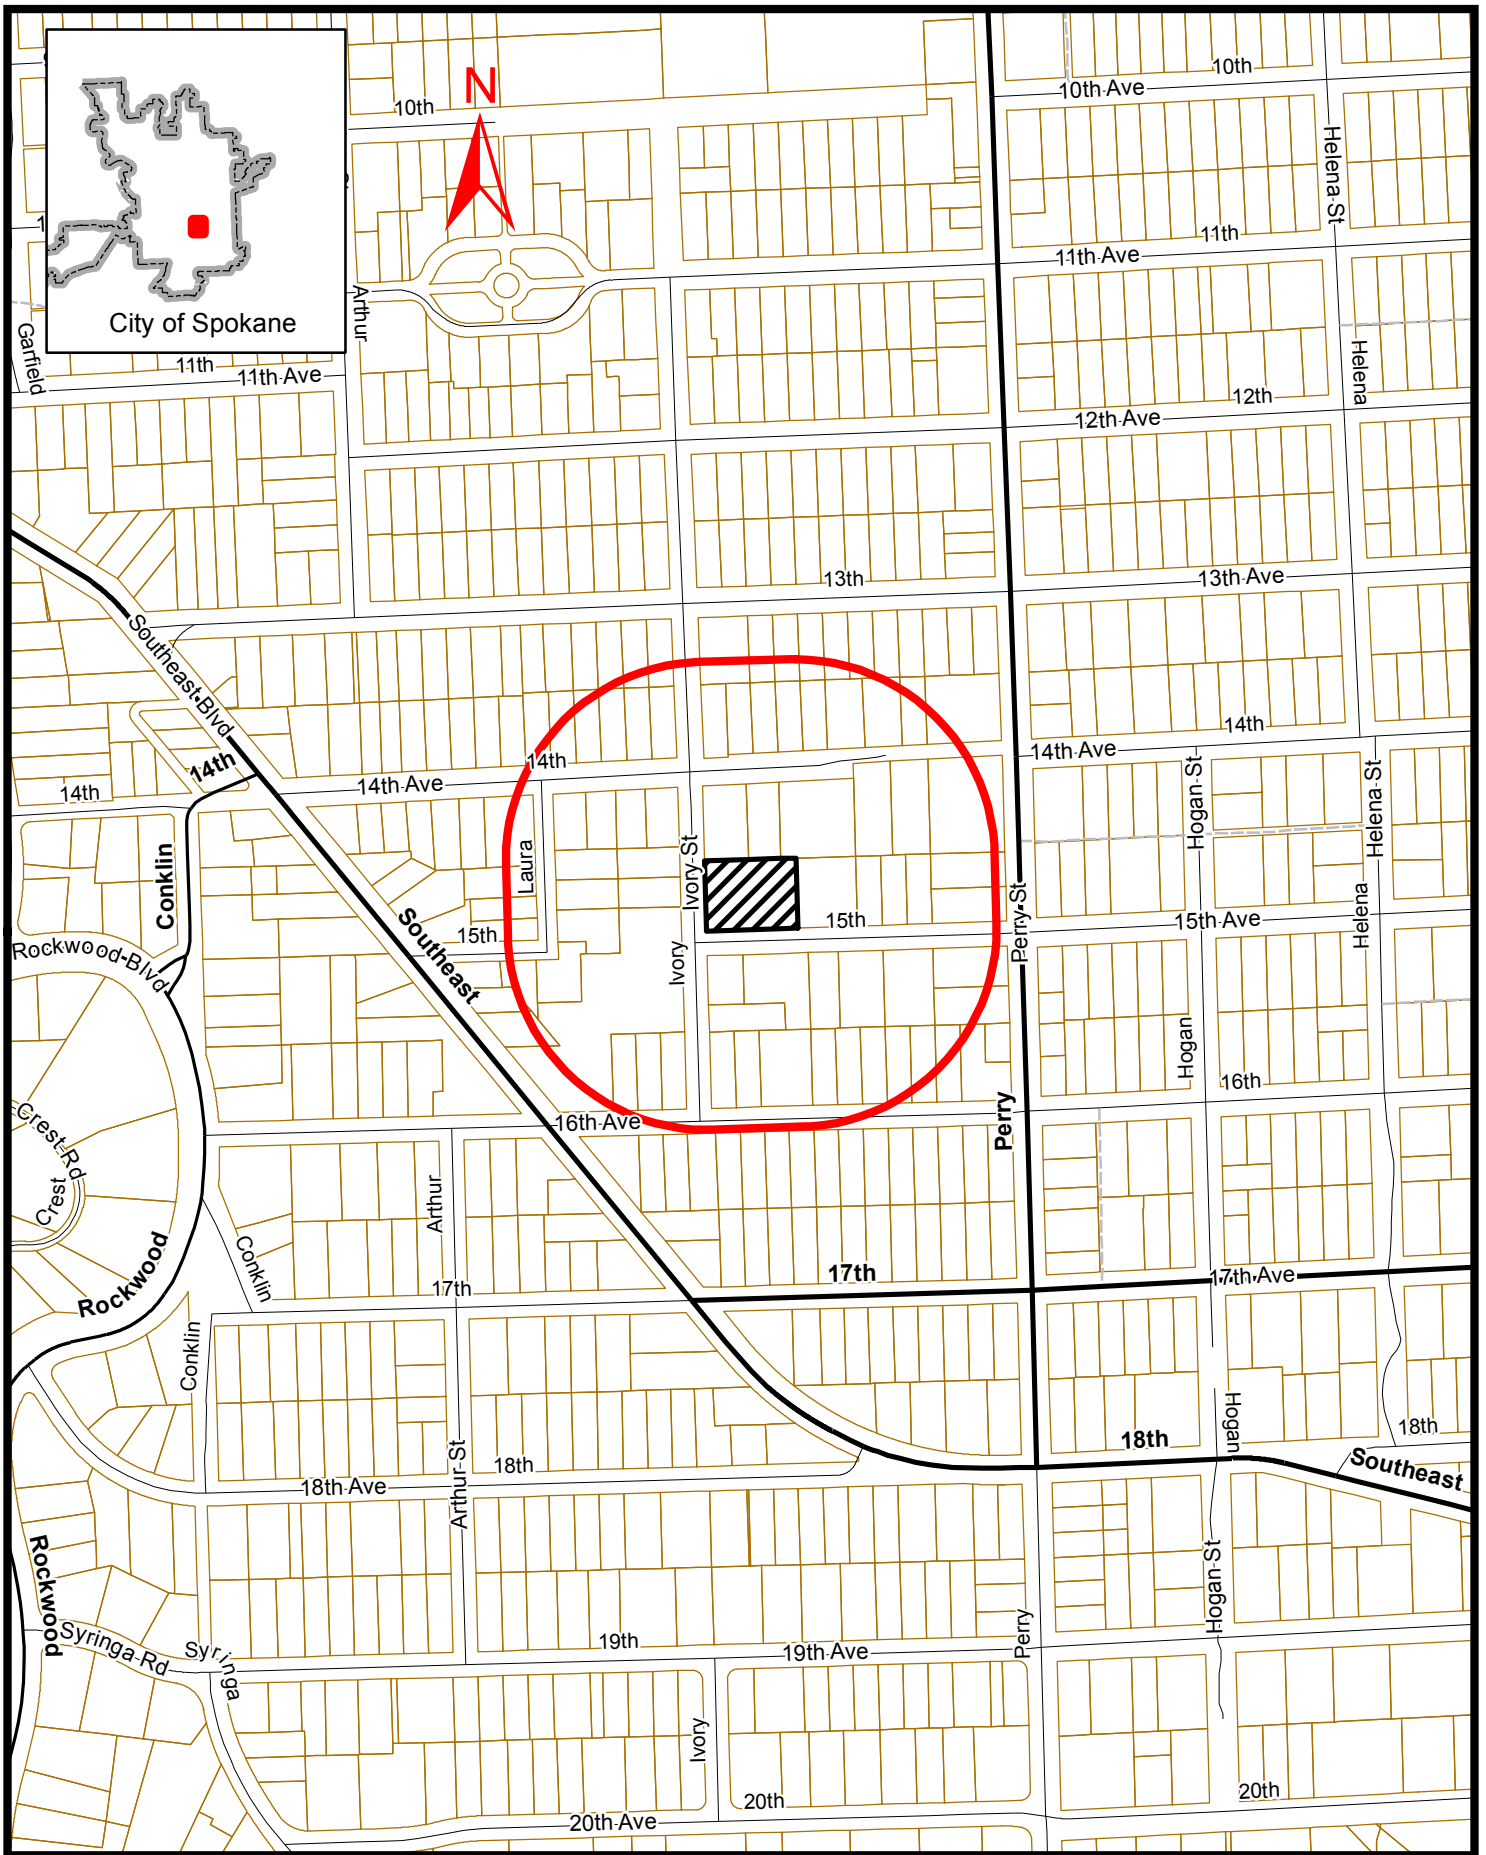 10th
10th Ave
N
10th
Helena St
11th
11th Ave
Arthur
City of Spokane
Garfield
11th
11th Ave
Helena
12th
12th Ave
13th
13th Ave
Southeast Blvd
14th
14th Ave
14th
14th
14th Ave
14th
Hogan St
Helena St
Conklin
Laura
Ivory St
Southeast
15th
15th
Perry St
15th Ave
Helena
Rockwood Blvd
Ivory
Hogan
16th
Crest Rd
Crest
16th Ave
Perry
Arthur
Rockwood
Conklin
17th
17th
17th Ave
Conklin
Hogan
18th
18th
Southeast
18th
18th Ave
Arthur St
Rockwood
Hogan St
Syringa Rd
Syringa
19th
19th Ave
Perry
Ivory
20th
20th
20th Ave